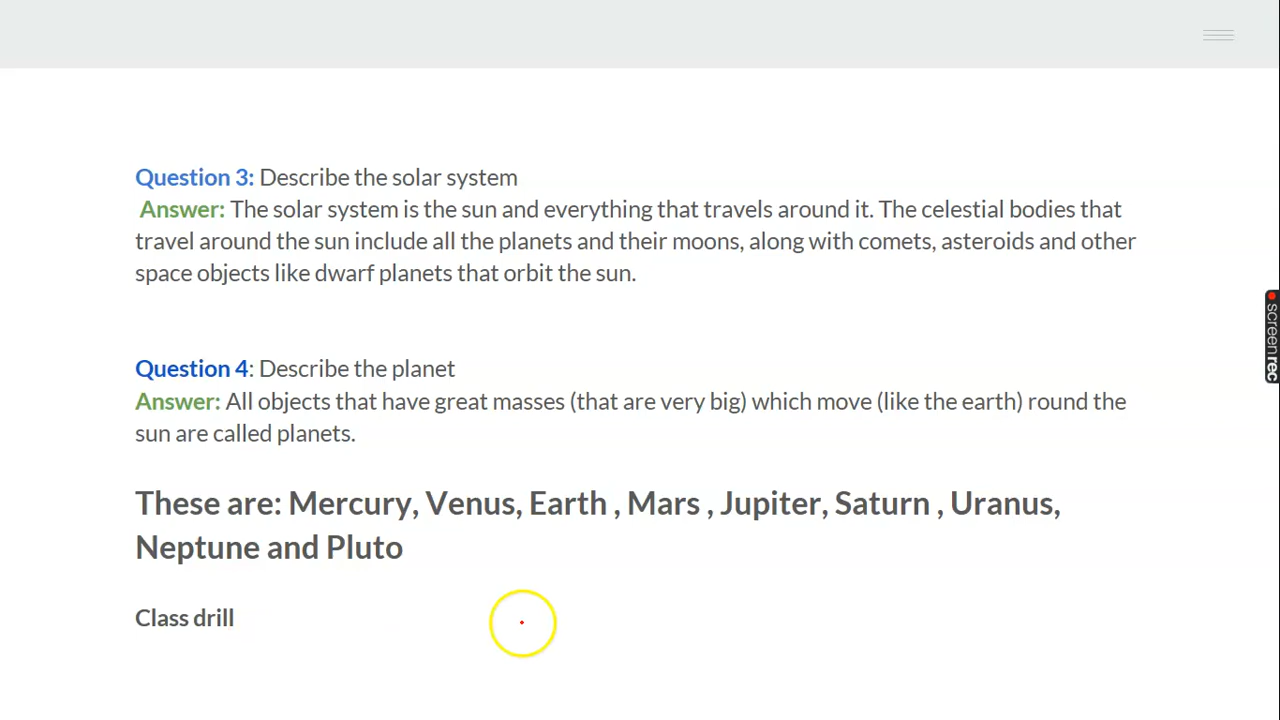 Question 3: Describe the solar system
Answer: The solar system is the sun and everything that travels around it. The celestial bodies that
travel around the sun include all the planets and their moons, along with comets, asteroids and other
space objects like dwarf planets that orbit the sun.
Question 4: Describe the planet
Answer: All objects that have great masses (that are very big) which move (like the earth) round the
sun are called planets.
These are: Mercury, Venus, Earth , Mars , Jupiter, Saturn , Uranus,
Neptune and Pluto
Class drill
screenrec